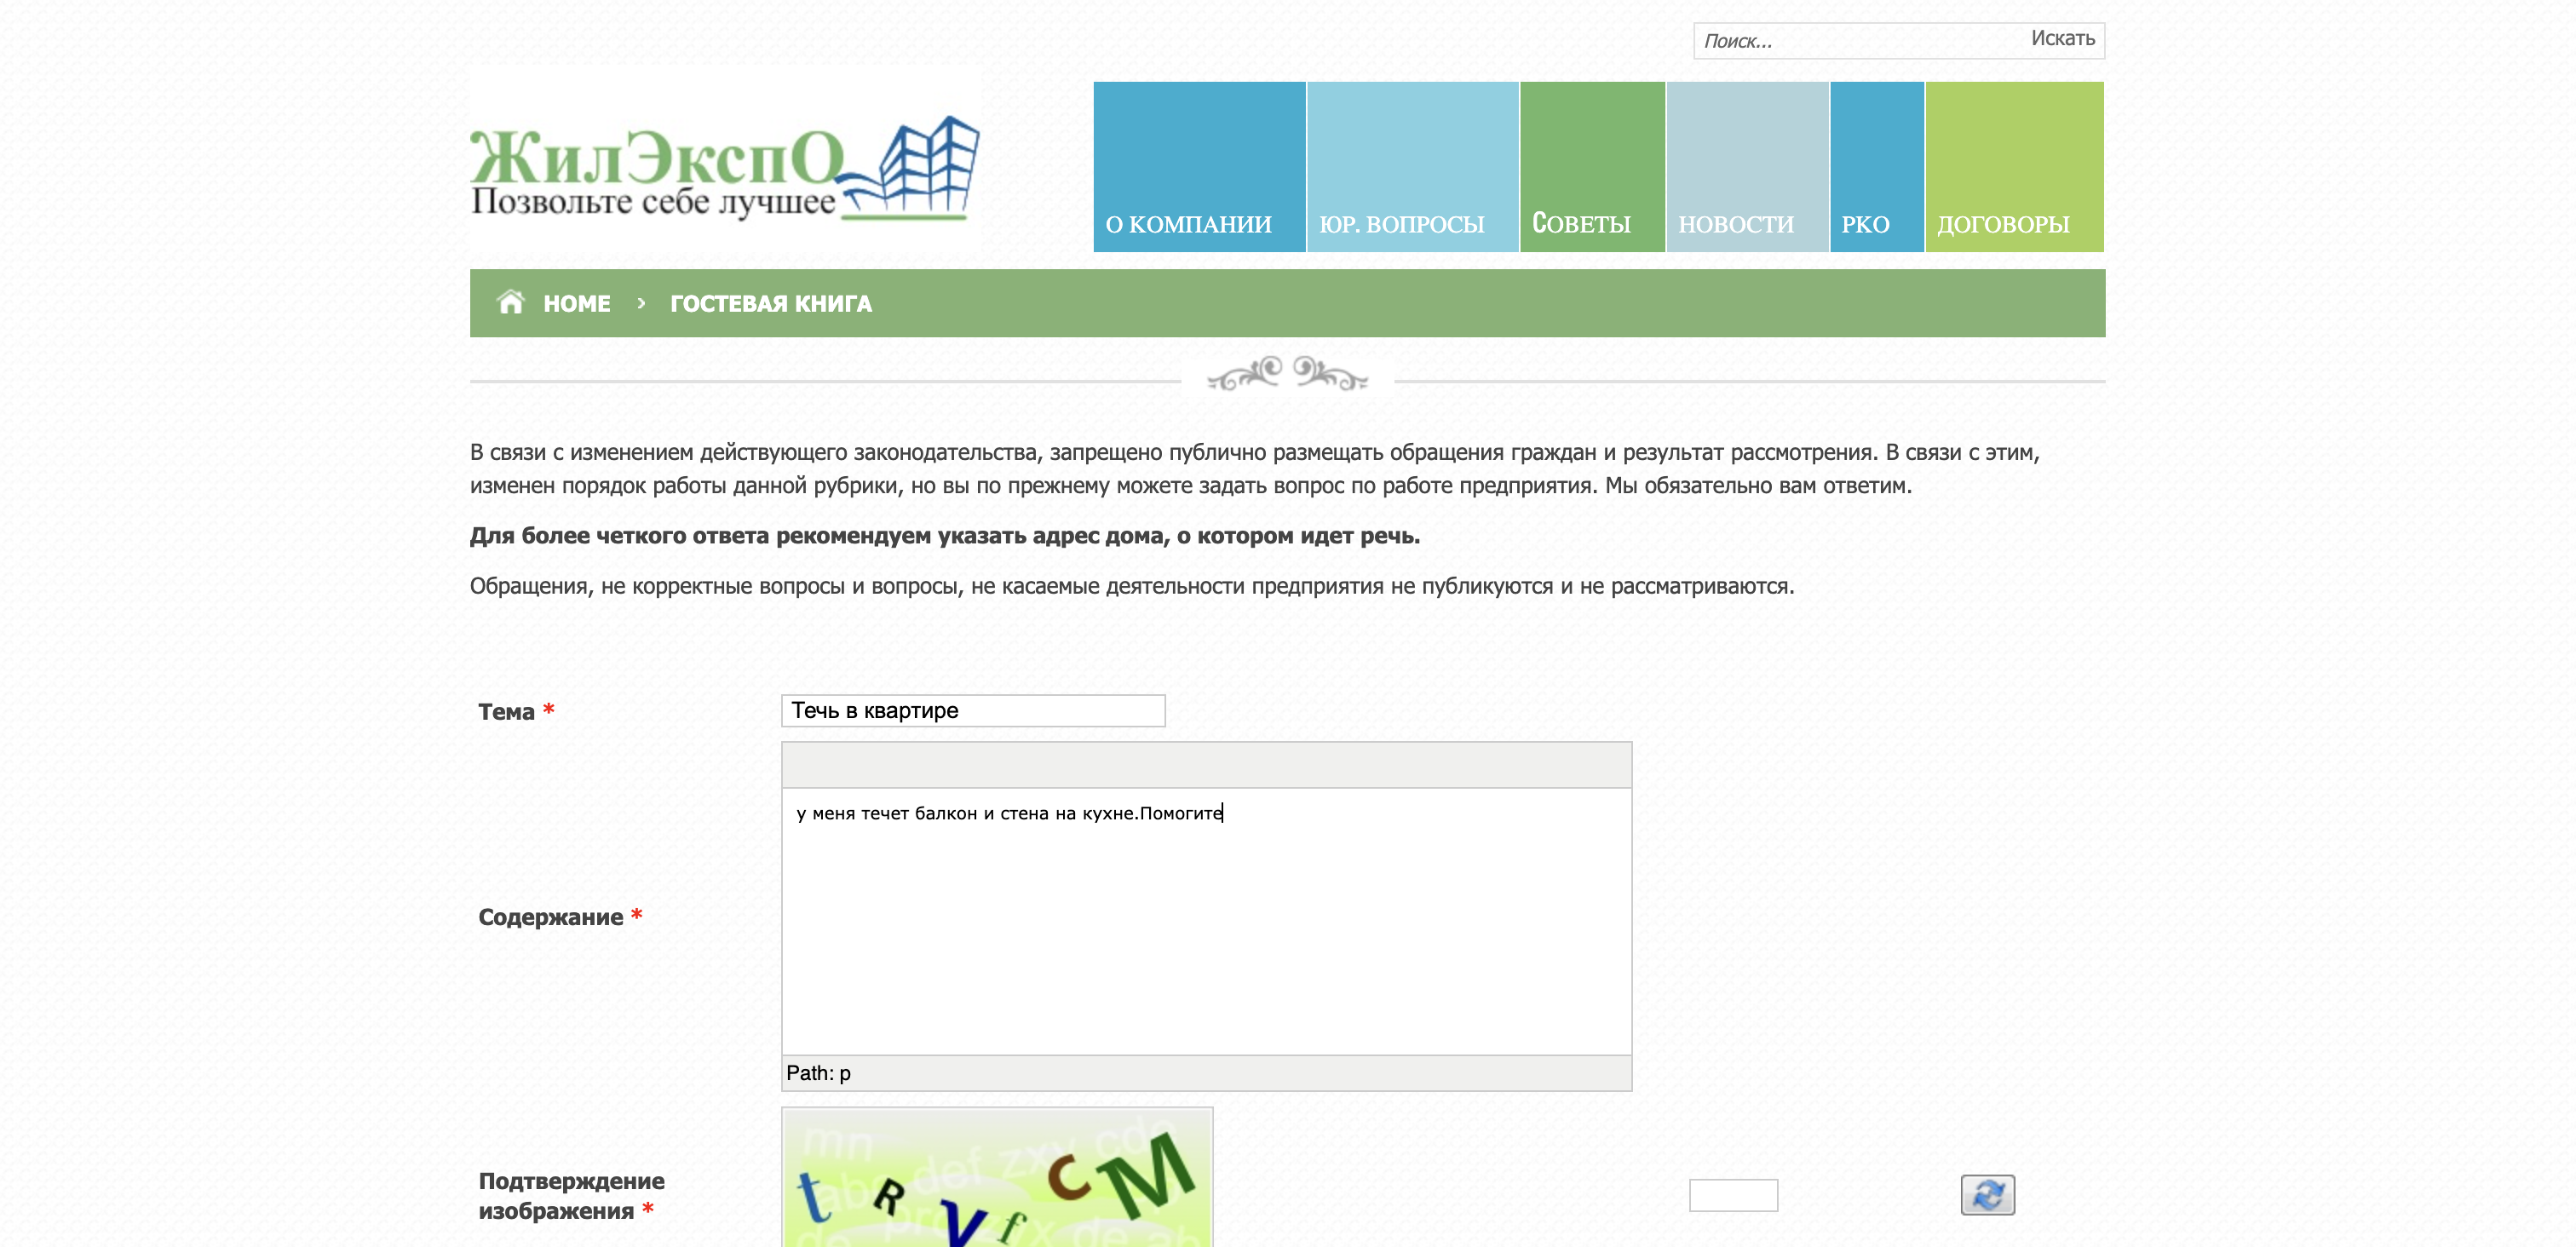 Поиск...
Искать
ЖилЭкспО
Позвольте себе лучшее
О КОМПАНИИ
ЮР. ВОПРОСЫ
СОВЕТЫ
НОВОСТИ
РКО
ДОГОВОРЫ
HOME › ГОСТЕВАЯ КНИГА
В связи с изменением действующего законодательства, запрещено публично размещать обращения граждан и результат рассмотрения. В связи с этим,
изменен порядок работы данной рубрики, но вы по прежнему можете задать вопрос по работе предприятия. Мы обязательно вам ответим.
Для более четкого ответа рекомендуем указать адрес дома, о котором идет речь.
Обращения, не корректные вопросы и вопросы, не касаемые деятельности предприятия не публикуются и не рассматриваются.
Тема *
Течь в квартире
у меня течет балкон и стена на кухне.Помогите
Содержание *
Path: p
Подтверждение
изображения *
t R y f C M